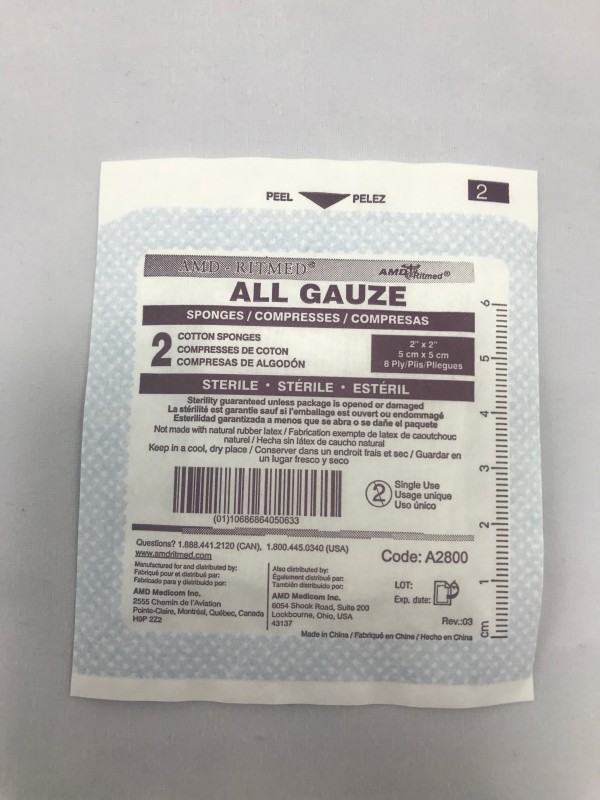 PEEL PELEZ
2
AMD - RITMED®
AMD Ritmed®
ALL GAUZE
SPONGES / COMPRESSES / COMPRESAS
2
COTTON SPONGES
COMPRESSES DE COTON
COMPRESAS DE ALGODÓN
2" x 2"
5 cm x 5 cm
8 Ply/Plis/Pliegues
STERILE • STÉRILE • ESTÉRIL
Sterility guaranteed unless package is opened or damaged
La stérilité est garantie sauf si l'emballage est ouvert ou endommagé
Esterilidad garantizada a menos que se abra o se dañe el paquete
Not made with natural rubber latex / Fabrication exempte de latex de caoutchouc
naturel / Hecha sin látex de caucho natural
Keep in a cool, dry place / Conserver dans un endroit frais et sec / Guardar en
un lugar fresco y seco
(01)10686864050633
2
Single Use
Usage unique
Uso único
Questions? 1.888.441.2120 (CAN), 1.800.445.0340 (USA)
www.amdritmed.com
Manufactured for and distributed by:
Fabriqué pour et distribué par:
Fabricado para y distribuido por:
AMD Medicom Inc.
2555 Chemin de l'Aviation
Pointe-Claire, Montréal, Québec, Canada
H9P 2Z2
Also distributed by:
Également distribué par:
También distribuido por:
AMD Medicom Inc.
6054 Shook Road, Suite 200
Lockbourne, Ohio, USA
43137
Code: A2800
LOT:
Exp. date:
Rev.:03
Made in China / Fabriqué en Chine / Hecho en China
6
5
4
3
2
1
cm